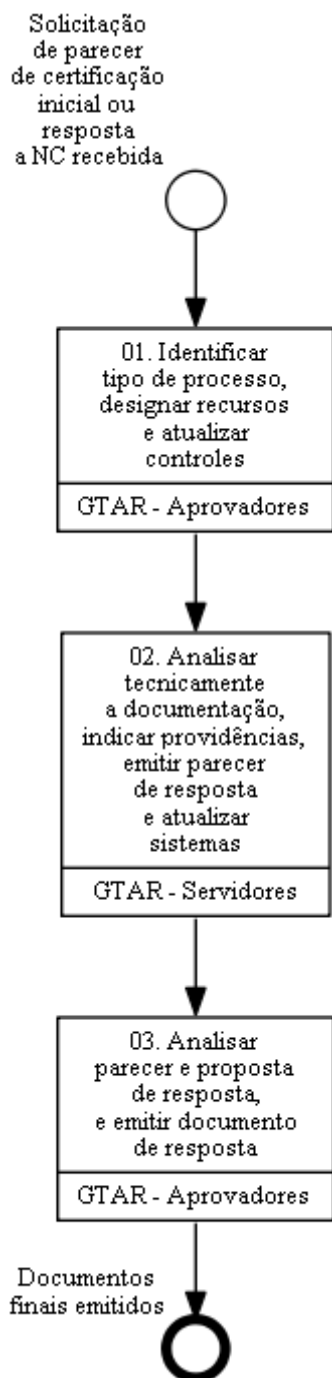 Solicitação
de parecer
de certificação
inicial ou
resposta
a NC recebida
01. Identificar
tipo de processo,
designar recursos
e atualizar
controles
GTAR - Aprovadores
02. Analisar
tecnicamente
a documentação,
indicar providências,
emitir parecer
de resposta
e atualizar
sistemas
GTAR - Servidores
03. Analisar
parecer e proposta
de resposta,
e emitir documento
de resposta
GTAR - Aprovadores
Documentos
finais emitidos